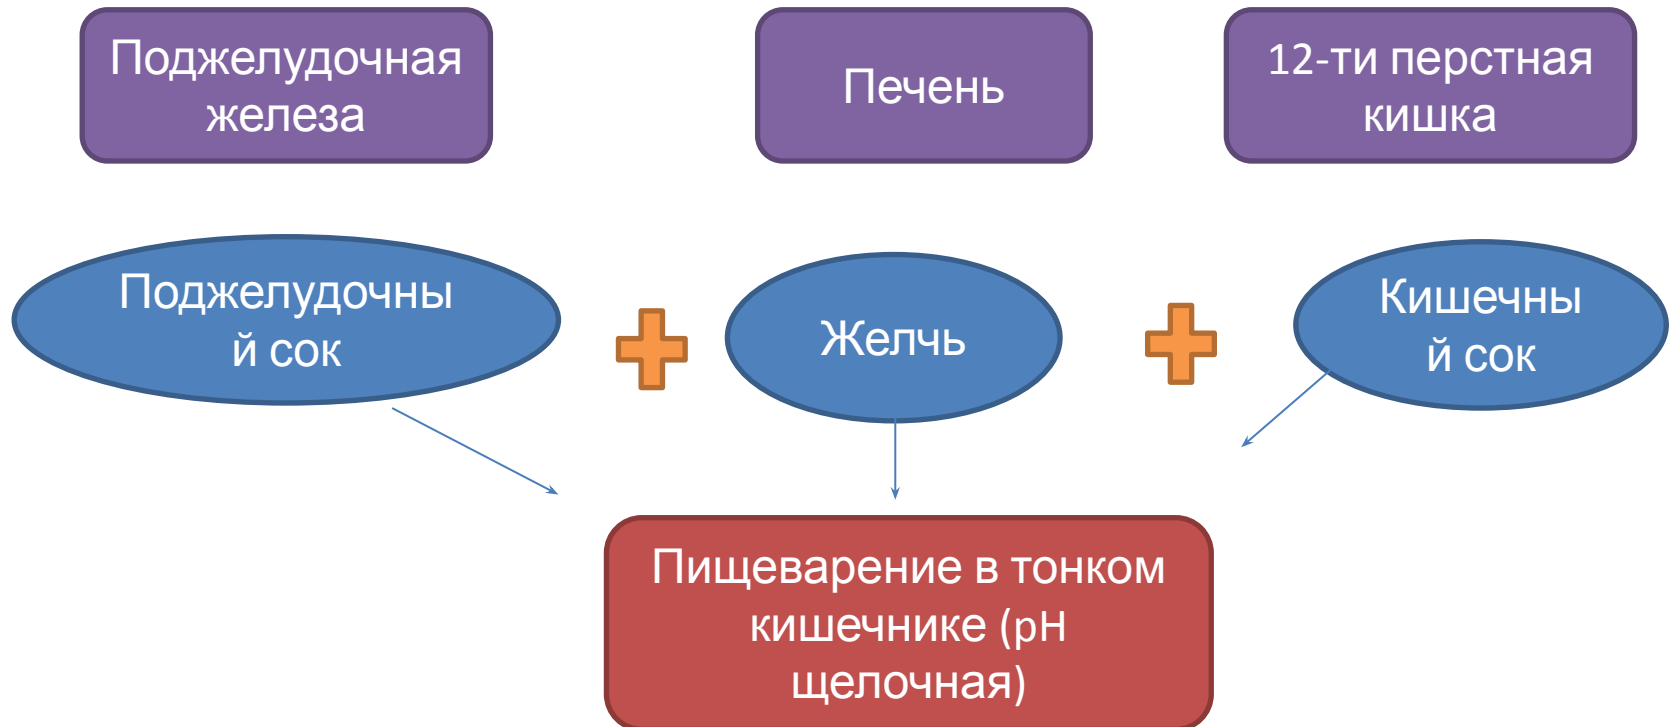 Поджелудочная
железа
Печень
12-ти перстная
кишка
Поджелудочны
й сок
Желчь
Кишечны
й сок
Пищеварение в тонком
кишечнике (pH
щелочная)